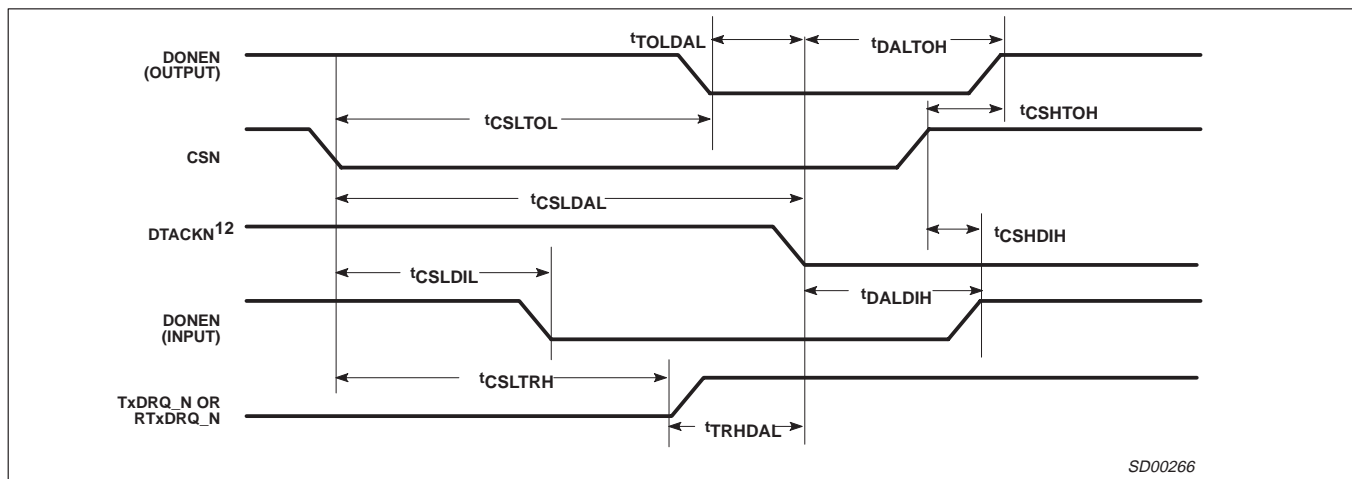 tTOLDAL
tDALTOH
DONEN
(OUTPUT)
tCSLTOL
tCSHTOH
CSN
tCSLDAL
DTACKN12
tCSHDIH
tCSLDIL
tDALDIH
DONEN
(INPUT)
tCSLTRH
TxDRQ_N OR
RTxDRQ_N
tTRHDAL
SD00266